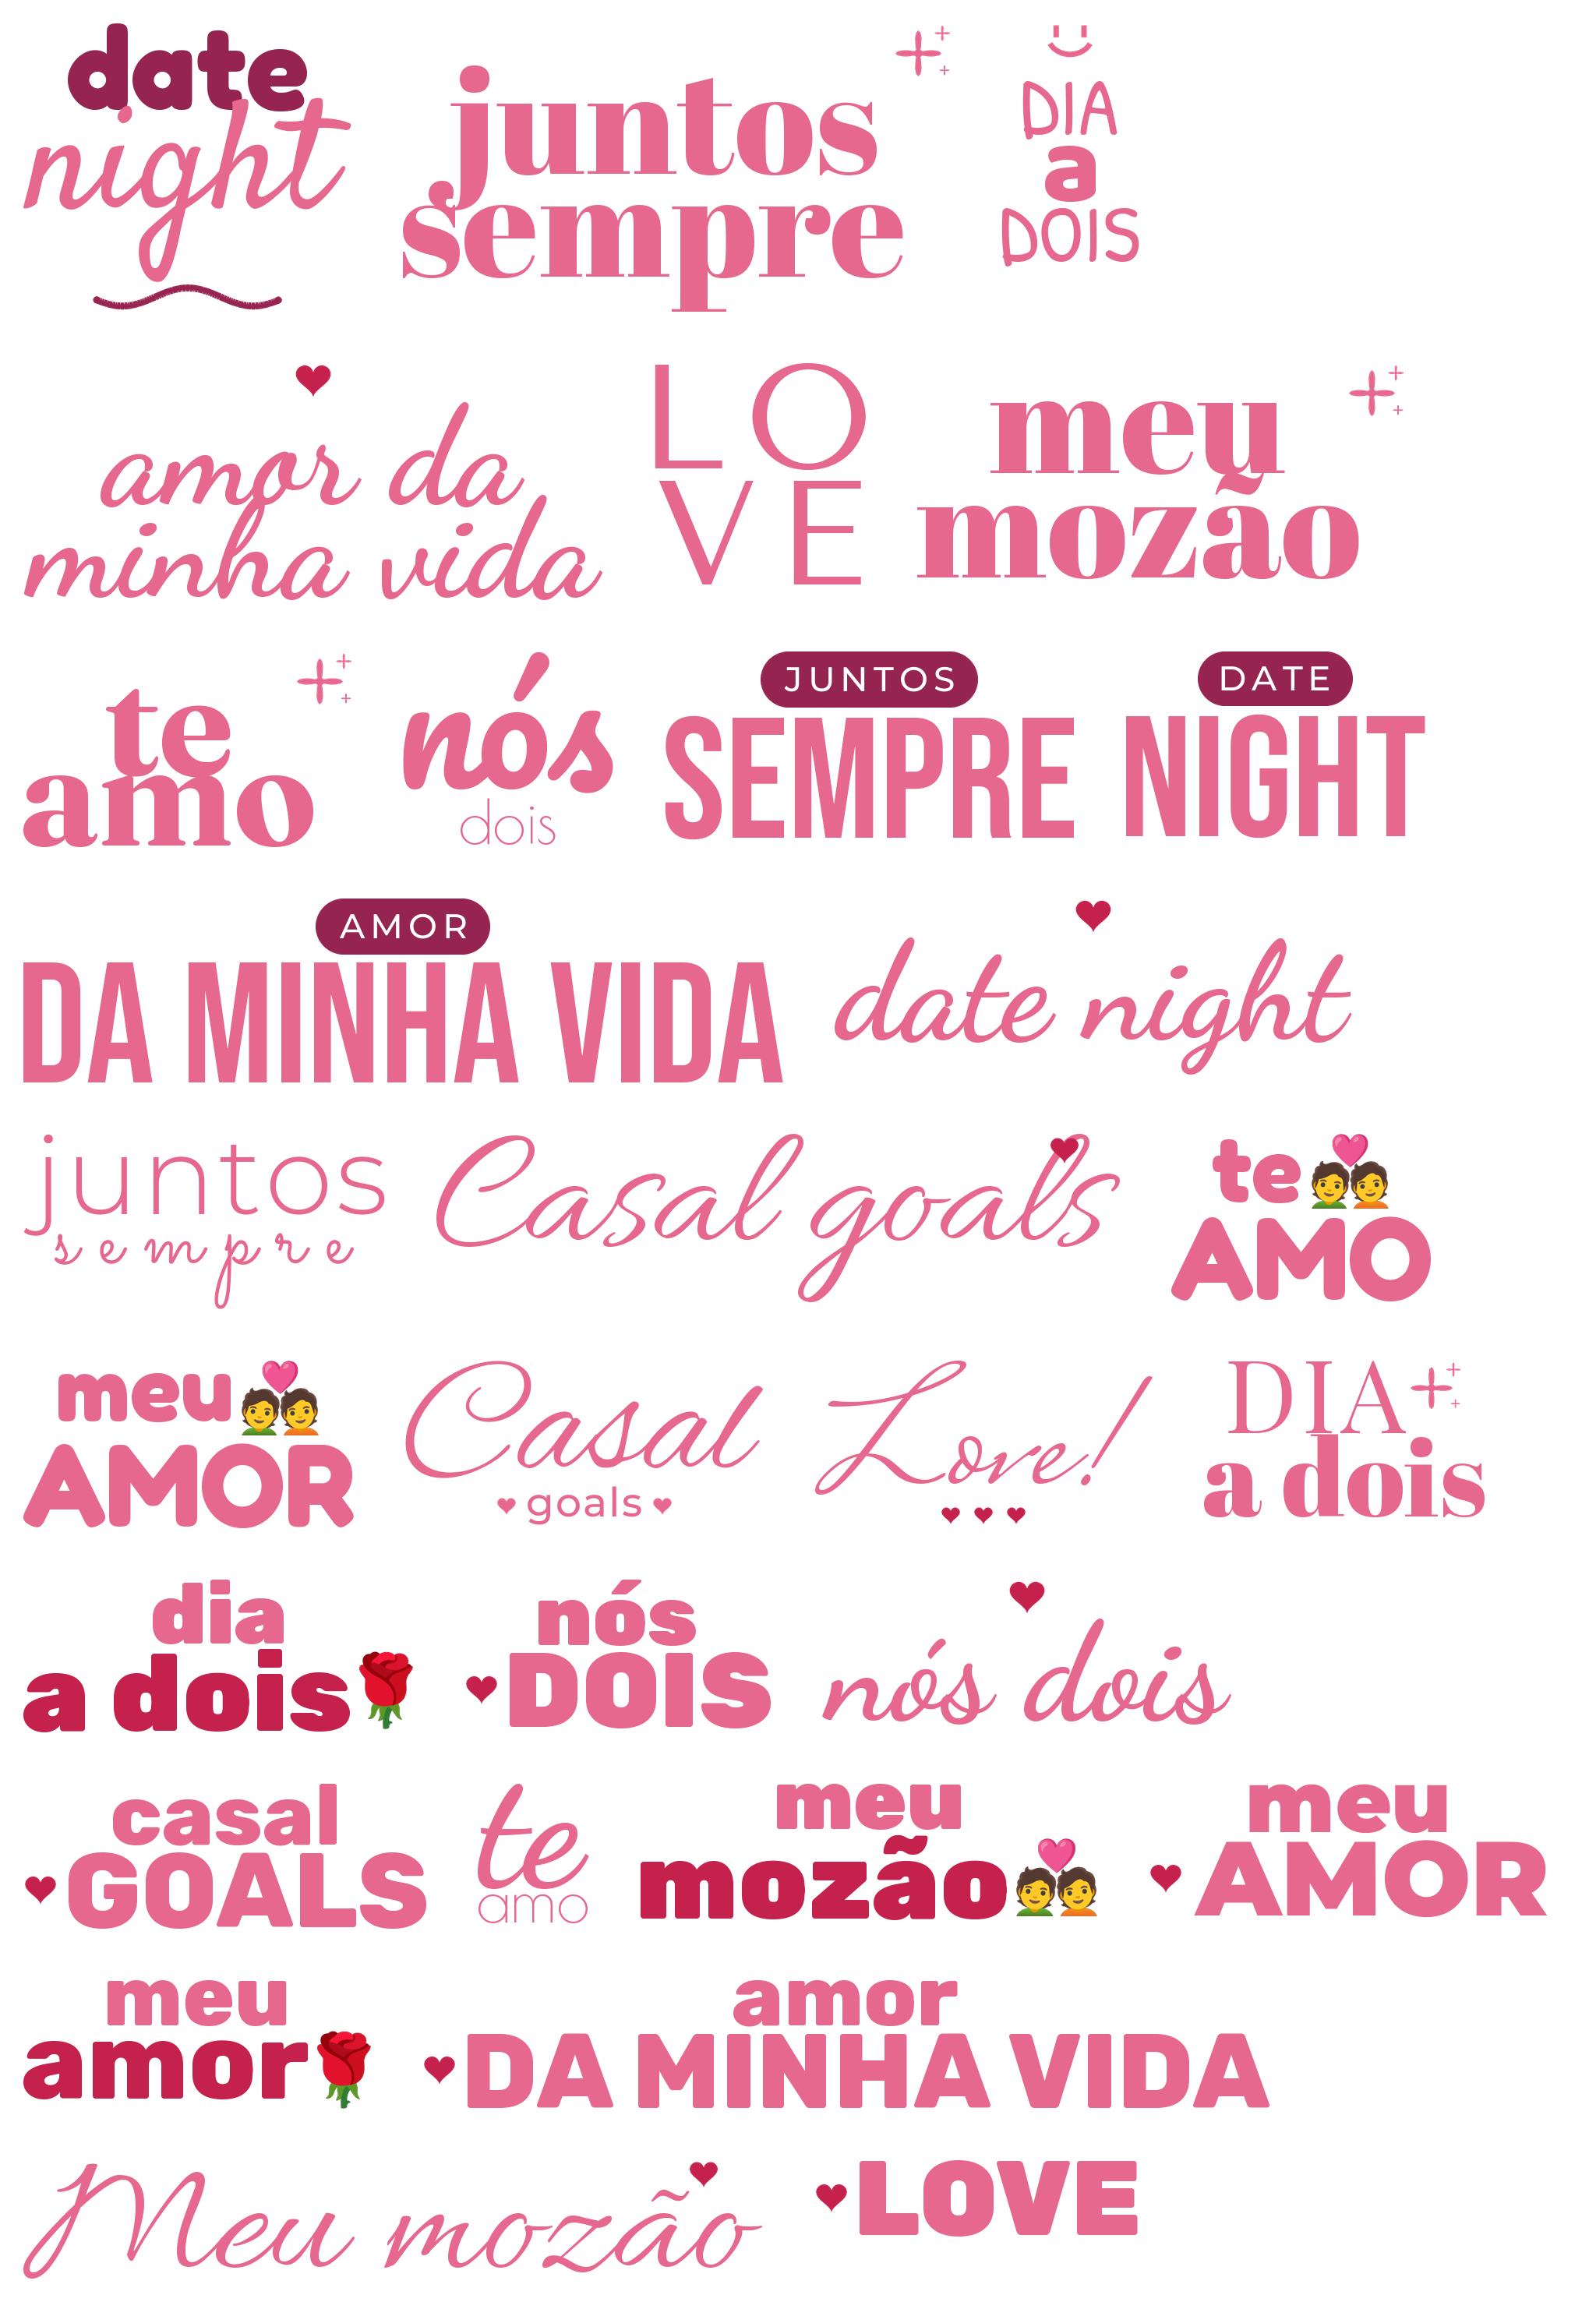 date
night
juntos
sempre
DIA
a
DOIS
amor da
minha vida
LO
VE
meu
mozão
te
amo
nós
dois
JUNTOS
SEMPRE
DATE
NIGHT
AMOR
DA MINHA VIDA
date night
juntos
sempre
Casal goals
te
AMO
meu
AMOR
Casal
goals
Love!
DIA
a dois
dia
a dois
nós
DOIS
nós dois
casal
GOALS
te
amo
meu
mozão
meu
AMOR
meu
amor
amor
DA MINHA VIDA
Meu mozão
LOVE